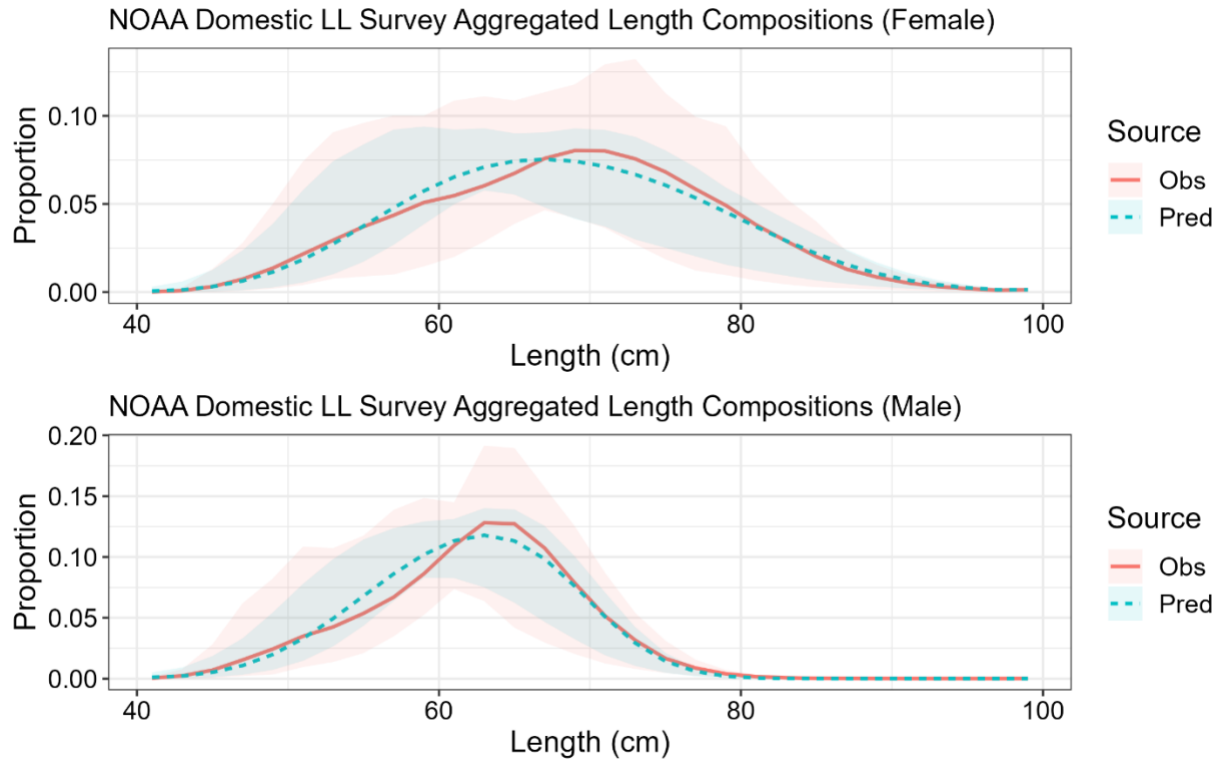 NOAA Domestic LL Survey Aggregated Length Compositions (Female)
Proportion
0.10
0.05
0.00
40 60 80 100
Length (cm)
Source
Obs
Pred
NOAA Domestic LL Survey Aggregated Length Compositions (Male)
Proportion
0.20
0.15
0.10
0.05
0.00
40 60 80 100
Length (cm)
Source
Obs
Pred